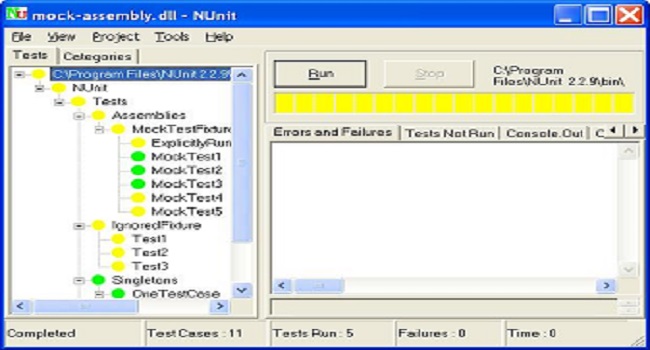 mock-assembly.dll - NUnit
File View Project Tools Help
Tests Categories
C:\Program Files\NUnit 2.2.9\
NUnit
Tests
Assemblies
MockTestFixture
ExplicitlyRun
MockTest1
MockTest2
MockTest3
MockTest4
MockTest5
IgnoredFixture
Test1
Test2
Test3
Singletons
OneTestCase
Run Stop
C:\Program
Files\NUnit 2.2.9\bin\
Errors and Failures Tests Not Run Console.Out C
Completed Test Cases : 11 Tests Run : 5 Failures : 0 Time : 0